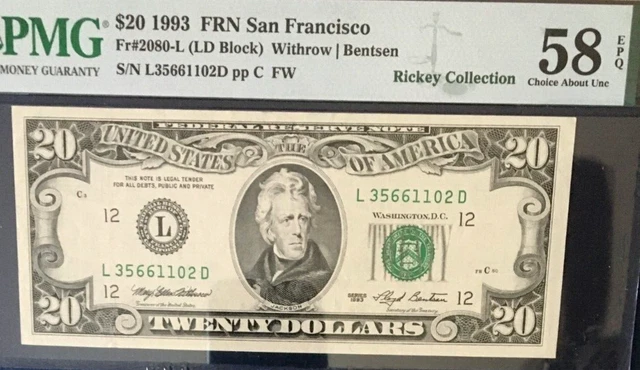 PMG $20 1993 FRN San Francisco
Fr#2080-L (LD Block) Withrow | Bentsen
MONEY GUARANTY S/N L35661102D pp C FW
Rickey Collection
58 EPQ
Choice About Unc
FEDERAL RESERVE NOTE
20 THE UNITED STATES OF AMERICA 20
THIS NOTE IS LEGAL TENDER
FOR ALL DEBTS, PUBLIC AND PRIVATE
L 35661102 D
WASHINGTON, D.C.
12 L 12
L 35661102 D
12 SERIES 1993 12
JACKSON
20 TWENTY DOLLARS 20